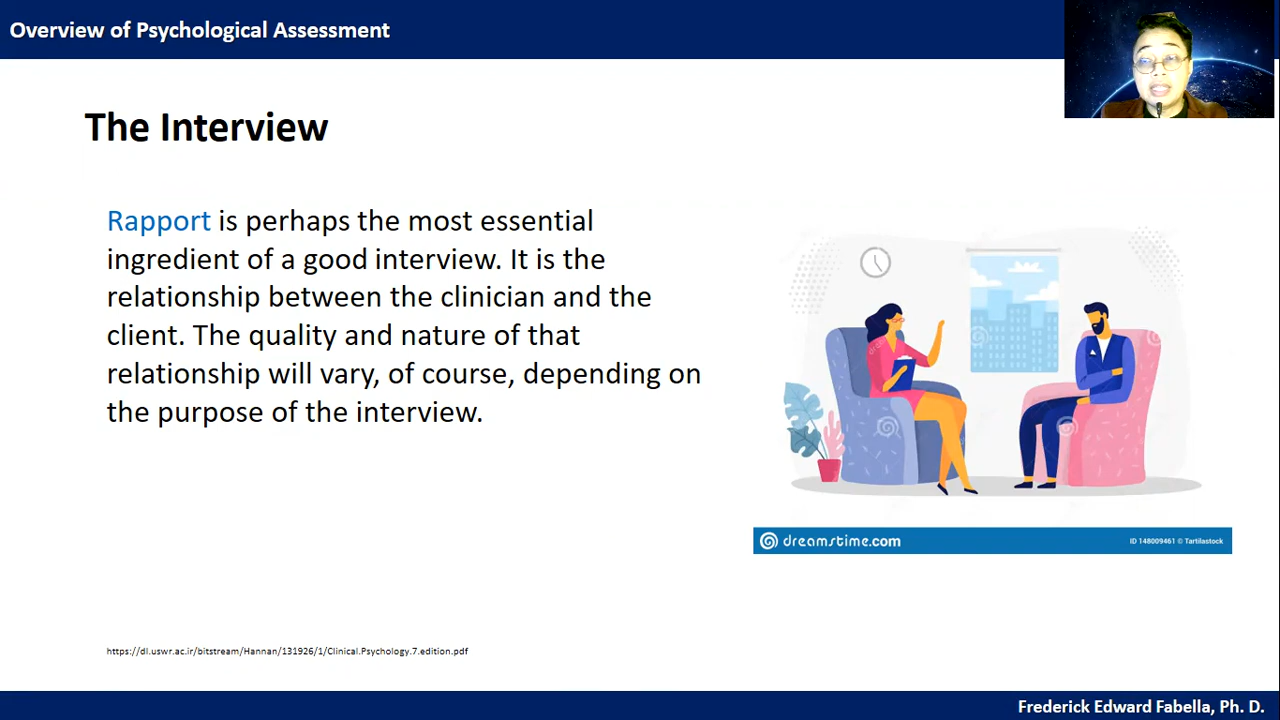 Overview of Psychological Assessment
The Interview
Rapport is perhaps the most essential
ingredient of a good interview. It is the
relationship between the clinician and the
client. The quality and nature of that
relationship will vary, of course, depending on
the purpose of the interview.
dreamstime.com
ID 148009461 © Tartilastock
https://dl.uswr.ac.ir/bitstream/Hannan/131926/1/Clinical.Psychology.7.edition.pdf
Frederick Edward Fabella, Ph. D.